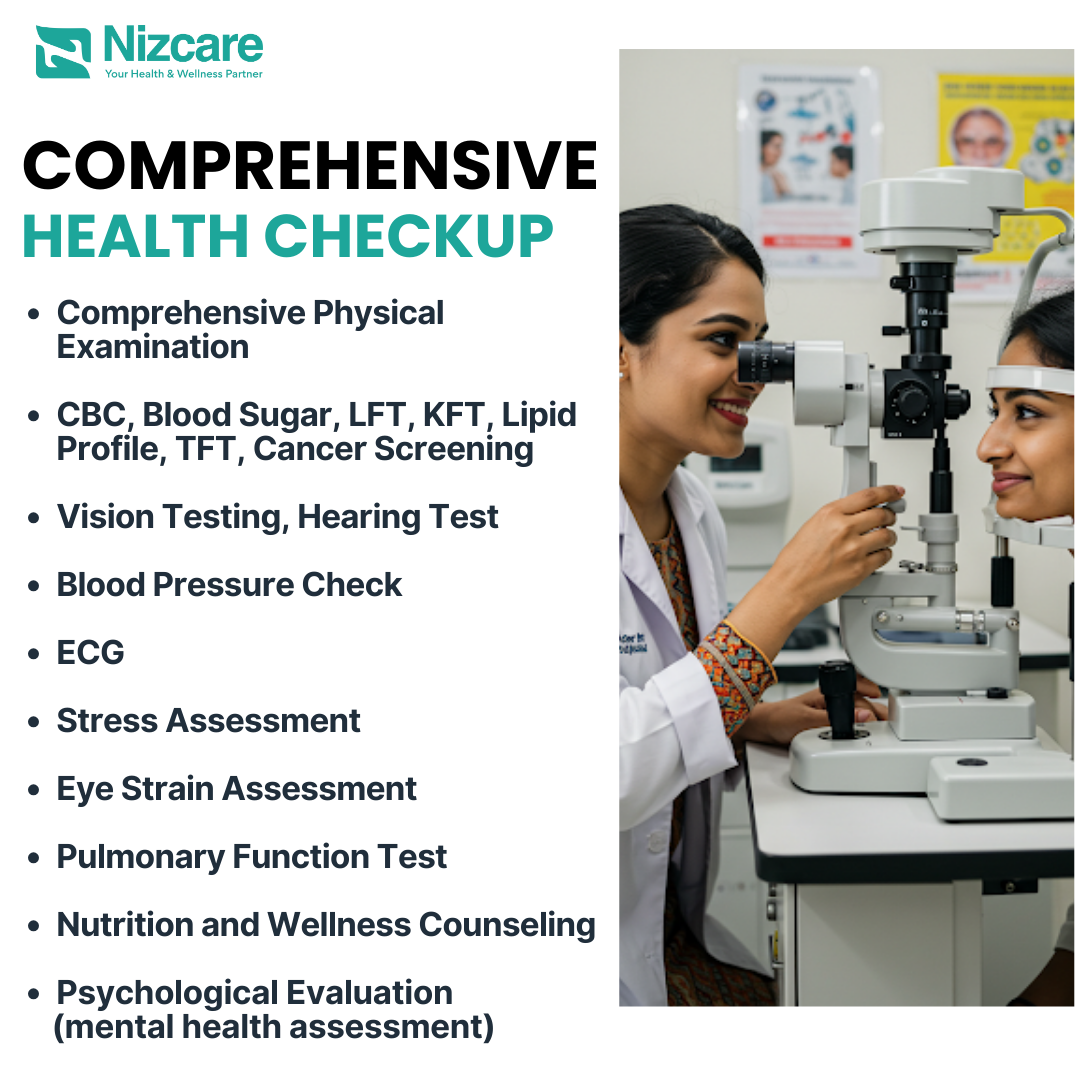 Nizcare
Your Health & Wellness Partner
COMPREHENSIVE
HEALTH CHECKUP
• Comprehensive Physical
Examination
• CBC, Blood Sugar, LFT, KFT, Lipid
Profile, TFT, Cancer Screening
• Vision Testing, Hearing Test
• Blood Pressure Check
• ECG
• Stress Assessment
• Eye Strain Assessment
• Pulmonary Function Test
• Nutrition and Wellness Counseling
• Psychological Evaluation
(mental health assessment)